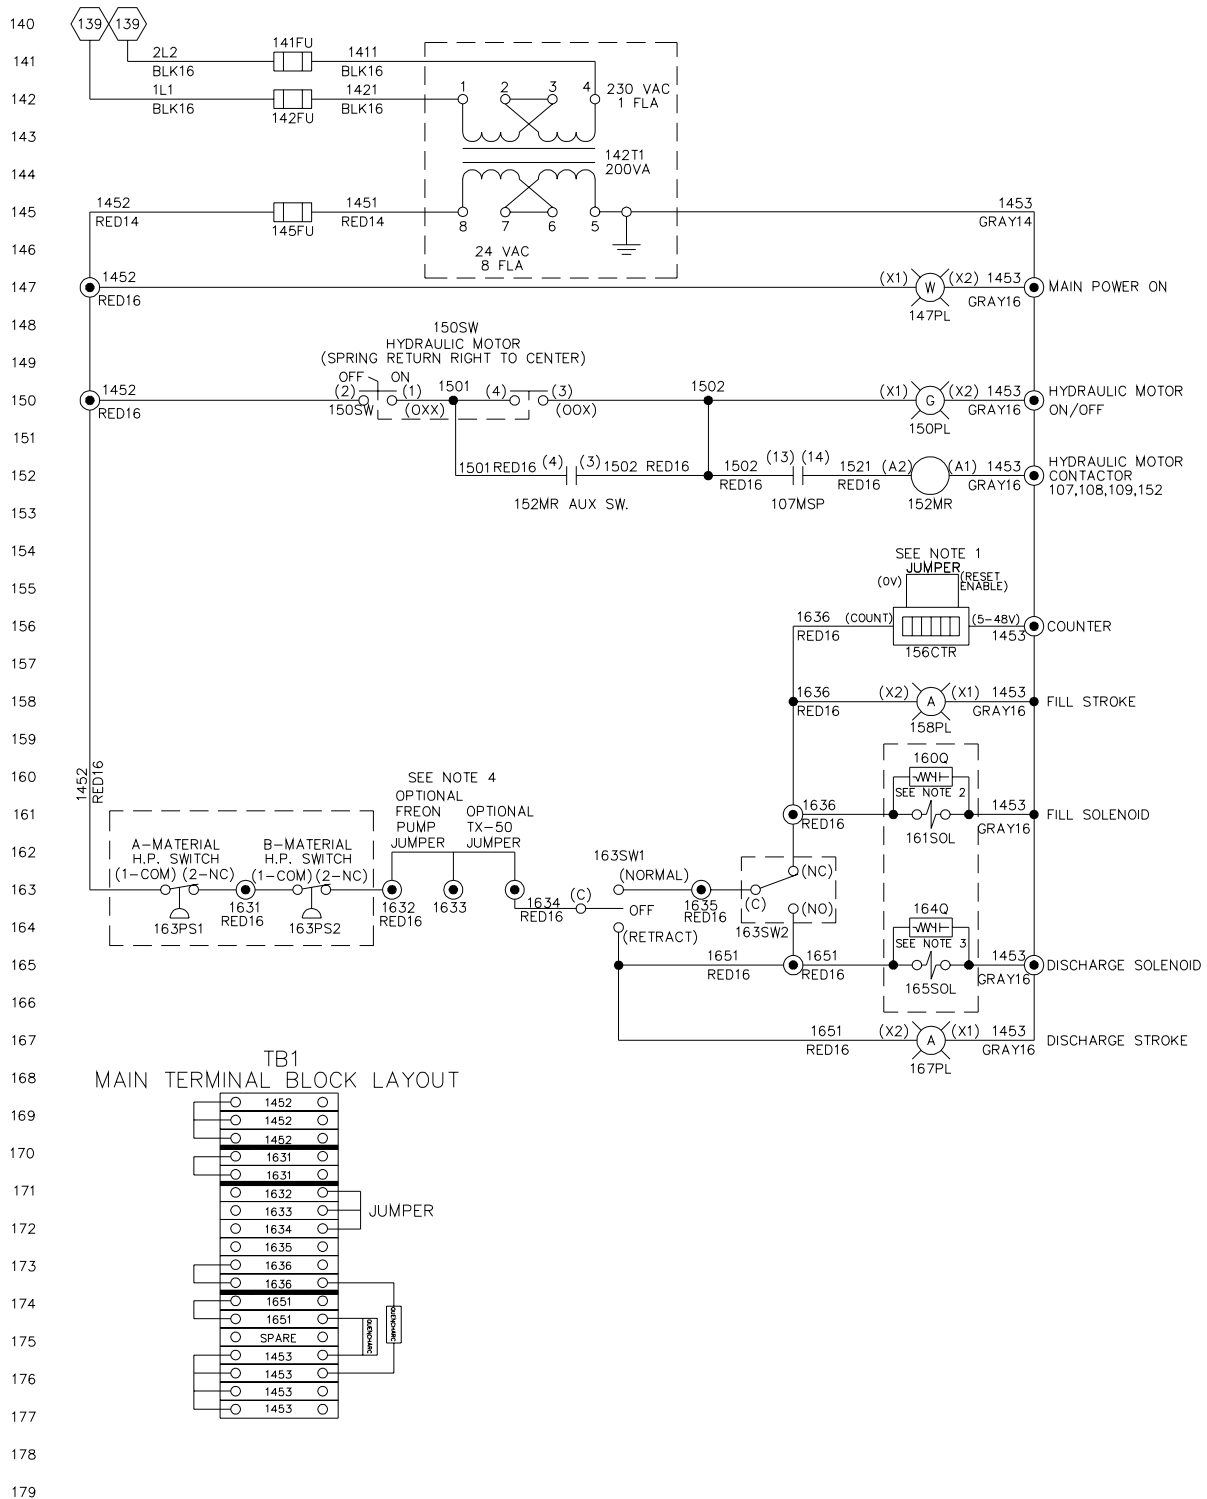 140
139 139
141FU
2L2 1411
141
BLK16 BLK16
1L1 1421
1 2 3 4
230 VAC
1 FLA
142
BLK16 BLK16
142FU
143
142T1
200VA
144
1452 1451 1453
145
RED14 RED14 GRAY14
145FU
8 7 6 5
146
24 VAC
8 FLA
1452 (X1) W (X2) 1453
147 MAIN POWER ON
RED16 GRAY16
147PL
148
150SW
HYDRAULIC MOTOR
(SPRING RETURN RIGHT TO CENTER)
149
OFF ON
1452 (2) (1) 1501 (4) (3) 1502 (X1) G (X2) 1453
150
RED16 150SW (OXX) (OOX) GRAY16
150PL
HYDRAULIC MOTOR
ON/OFF
151
1501 RED16 (4) (3) 1502 RED16 1502 (13) (14) 1521 (A2) (A1) 1453
152
RED16 RED16 GRAY16
152MR AUX SW. 107MSP 152MR
HYDRAULIC MOTOR
CONTACTOR
107,108,109,152
153
154
SEE NOTE 1
JUMPER
(0V) (RESET
ENABLE)
155
1636 (COUNT) (5-48V)
156 COUNTER
RED16 1453
156CTR
157
1636 (X2) A (X1) 1453
158 FILL STROKE
RED16 GRAY16
158PL
159
1452
RED16
160
160Q
SEE NOTE 2
SEE NOTE 4
OPTIONAL
FREON
PUMP
JUMPER
OPTIONAL
TX-50
JUMPER
1636 1453
161 FILL SOLENOID
RED16 GRAY16
161SOL
162
A-MATERIAL
H.P. SWITCH
(1-COM) (2-NC)
B-MATERIAL
H.P. SWITCH
(1-COM) (2-NC)
163SW1
(NORMAL) (NC)
163
1631
RED16
1632
RED16
1633
1634
RED16
(C)
OFF
1635
RED16
(C)
(NO)
163PS1 163PS2
164
(RETRACT) 163SW2
164Q
SEE NOTE 3
1651 1651 1453
165 DISCHARGE SOLENOID
RED16 RED16 GRAY16
165SOL
166
1651 (X2) A (X1) 1453
167 DISCHARGE STROKE
RED16 GRAY16
167PL
TB1
168
MAIN TERMINAL BLOCK LAYOUT
1452
169
1452
1452
170
1631
1631
171
1632
1633
JUMPER
172
1634
1635
173
1636
1636
174
1651
1651
QUENCHARC
QUENCHARC
175
SPARE
1453
176
1453
1453
177
1453
178
179